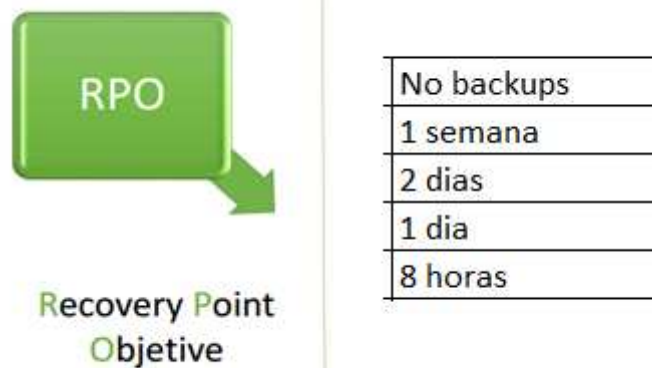 RPO
Recovery Point
Objetive
No backups
1 semana
2 dias
1 dia
8 horas